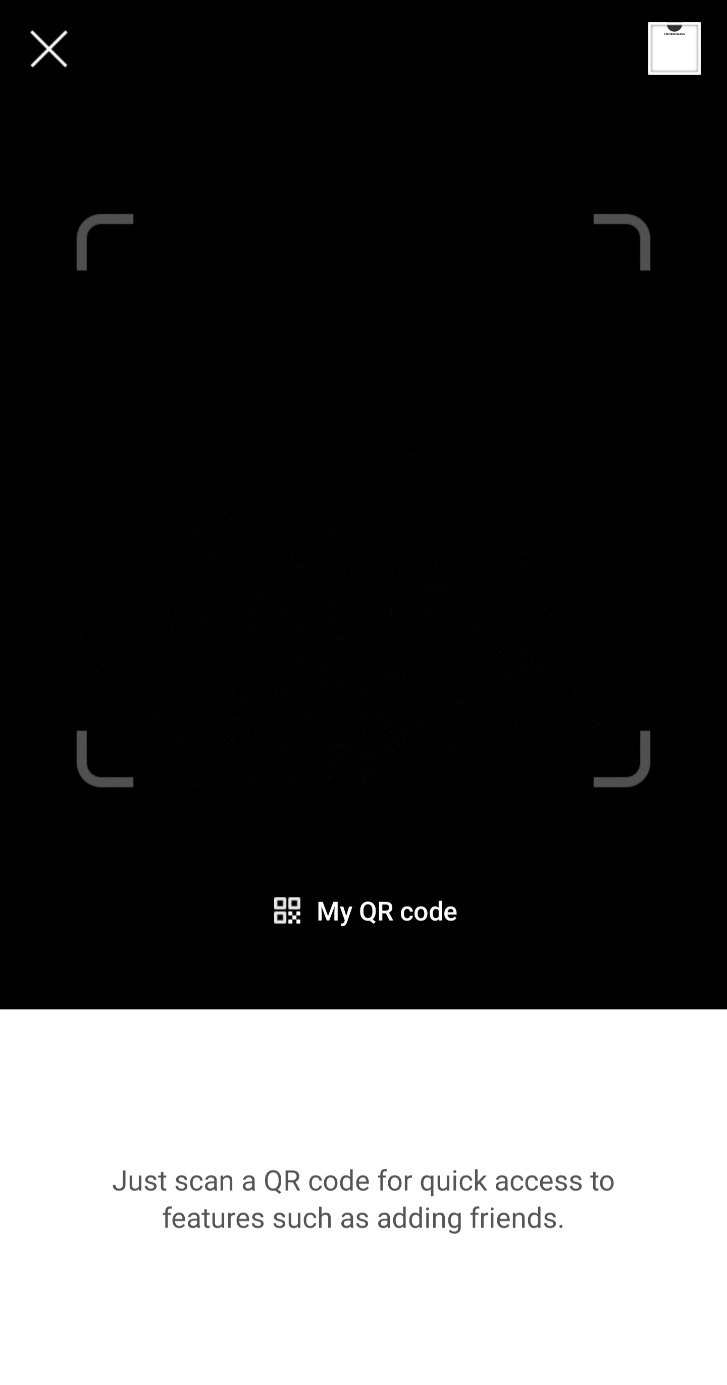 My QR code
Just scan a QR code for quick access to
features such as adding friends.